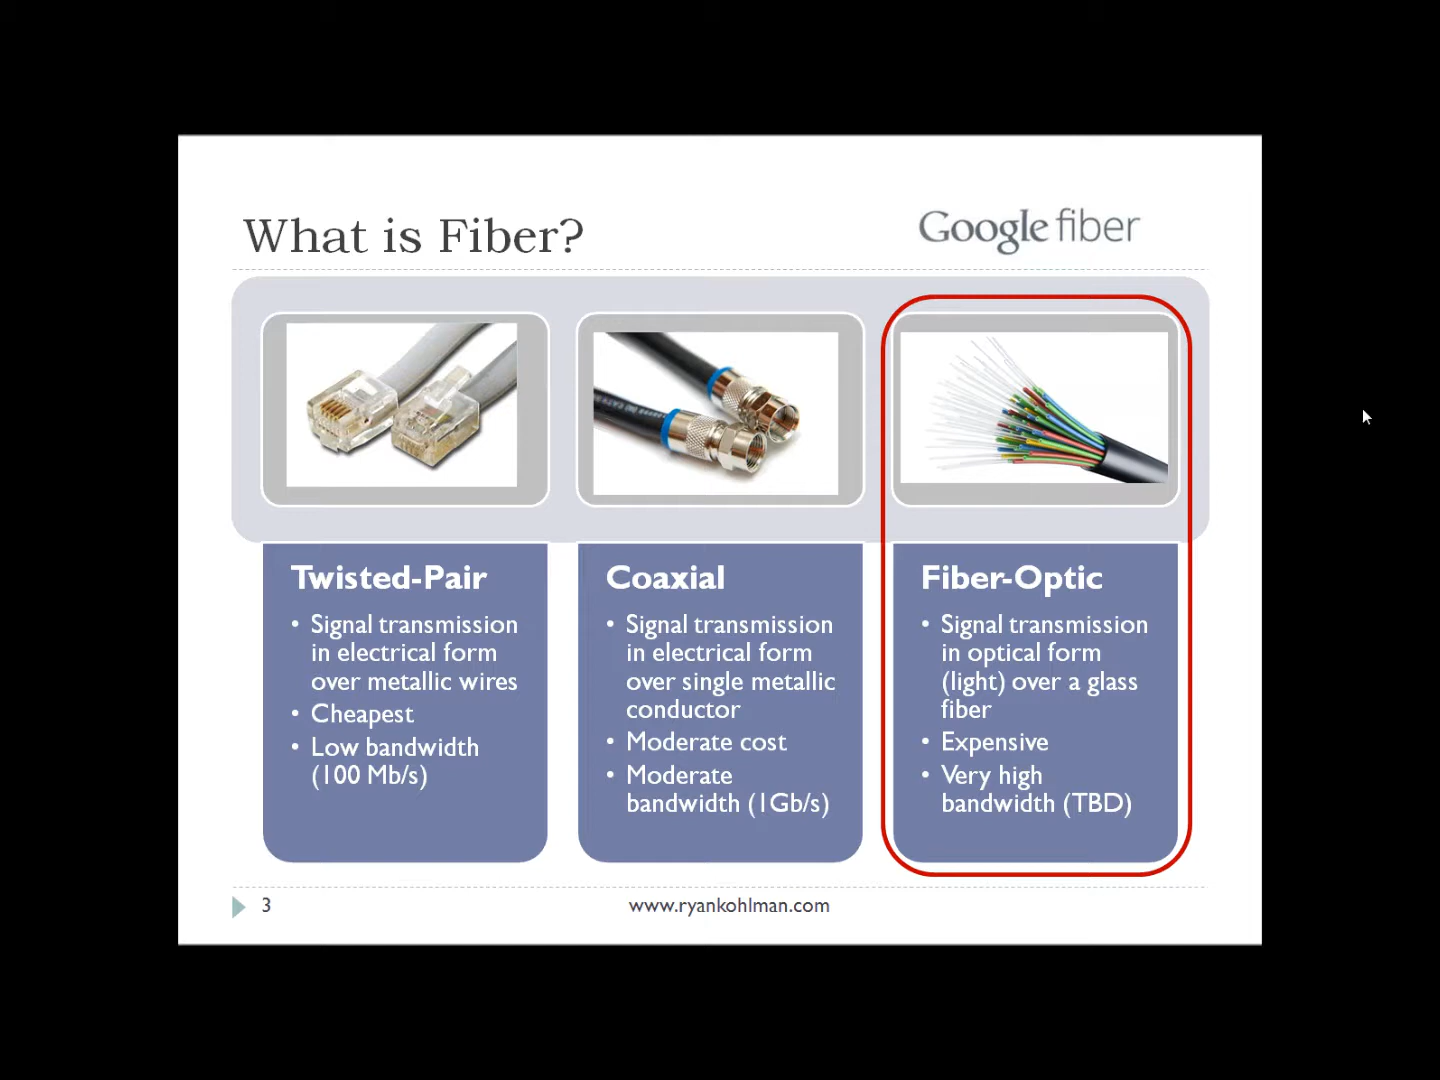 What is Fiber?
Google fiber
Twisted-Pair
• Signal transmission
in electrical form
over metallic wires
• Cheapest
• Low bandwidth
(100 Mb/s)
Coaxial
• Signal transmission
in electrical form
over single metallic
conductor
• Moderate cost
• Moderate
bandwidth (1Gb/s)
Fiber-Optic
• Signal transmission
in optical form
(light) over a glass
fiber
• Expensive
• Very high
bandwidth (TBD)
3
www.ryankohlman.com